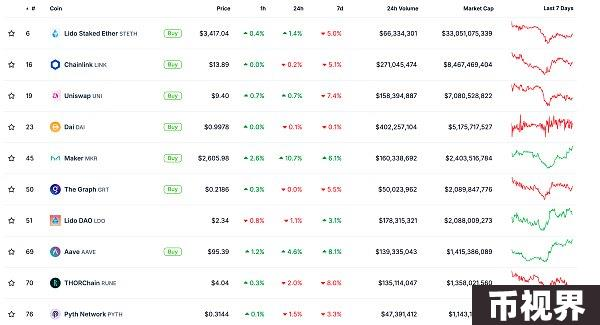 # Coin Price 1h 24h 7d 24h Volume Market Cap Last 7 Days
6 Lido Staked Ether STETH Buy $3,417.04 0.4% 1.4% 5.0% $66,334,301 $33,051,075,339
16 Chainlink LINK Buy $13.89 0.0% 0.2% 5.1% $271,045,474 $8,467,469,404
19 Uniswap UNI Buy $9.40 0.7% 0.7% 7.4% $158,394,887 $7,080,528,822
23 Dai DAI Buy $0.9978 0.0% 0.1% 0.1% $402,257,104 $5,175,717,527
45 Maker MKR Buy $2,605.98 2.6% 10.7% 6.1% $160,338,692 $2,403,516,784
50 The Graph GRT Buy $0.2186 0.3% 0.0% 5.5% $50,023,962 $2,089,847,776
51 Lido DAO LDO $2.34 0.8% 1.1% 3.1% $178,315,321 $2,088,009,273
69 Aave AAVE Buy $95.39 1.2% 4.6% 8.1% $139,335,043 $1,415,386,089
70 THORChain RUNE $4.04 0.3% 2.0% 8.0% $135,114,047 $1,358,021,560
76 Pyth Network PYTH $0.3144 0.1% 1.5% 3.3% $47,391,412 $1,143,1
币视界